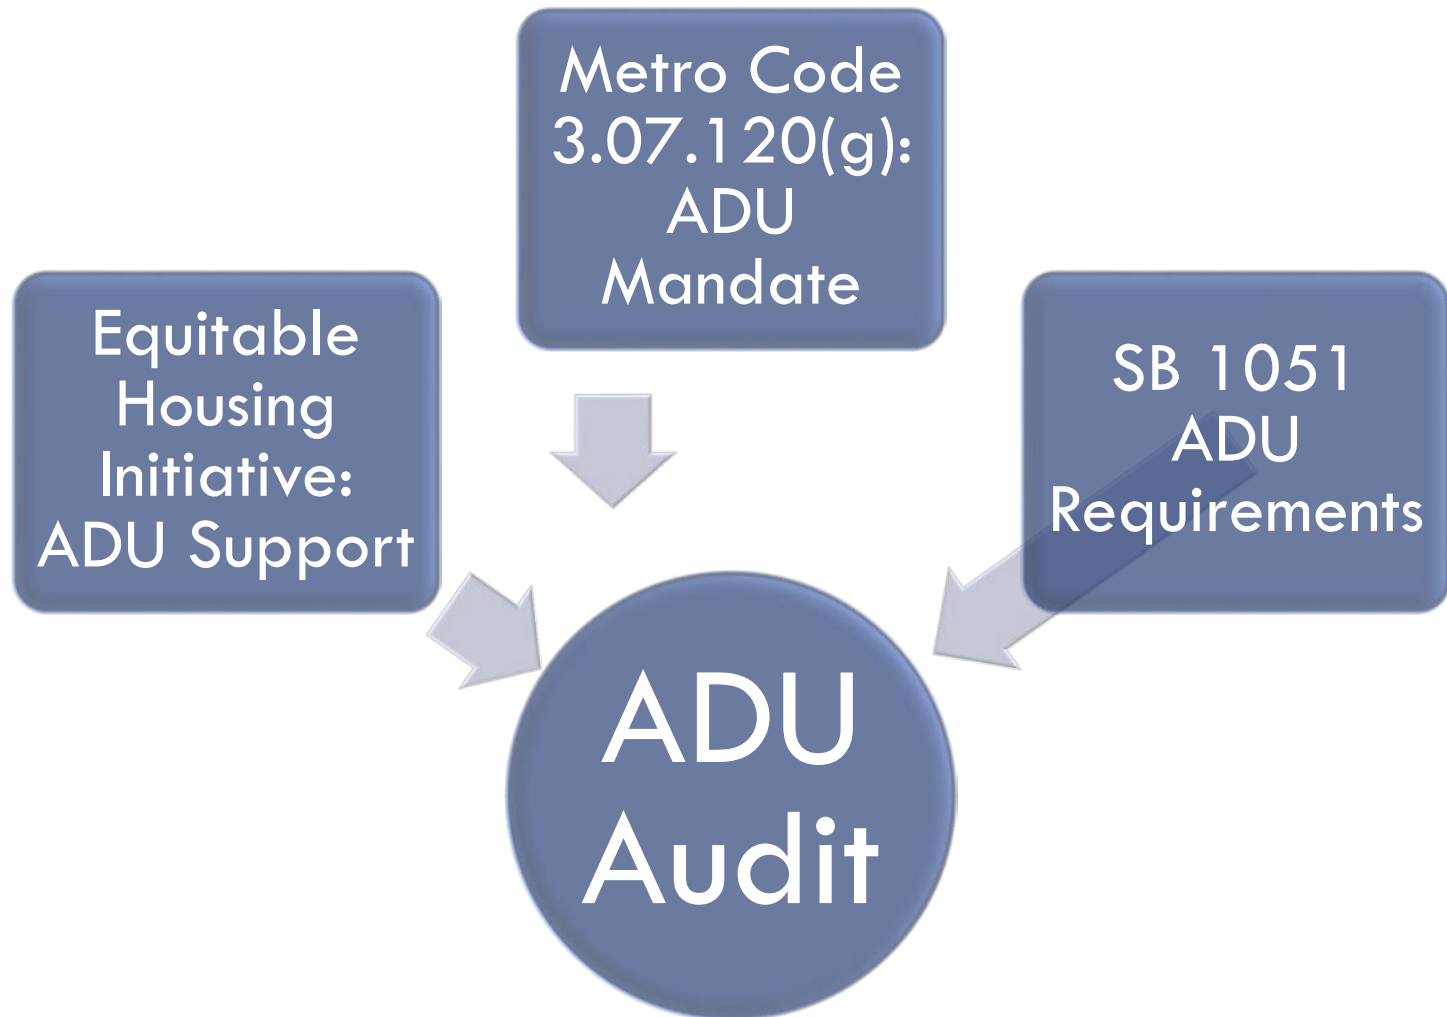 Metro Code
3.07.120(g):
ADU
Mandate
Equitable
Housing
Initiative:
ADU Support
SB 1051
ADU
Requirements
ADU
Audit